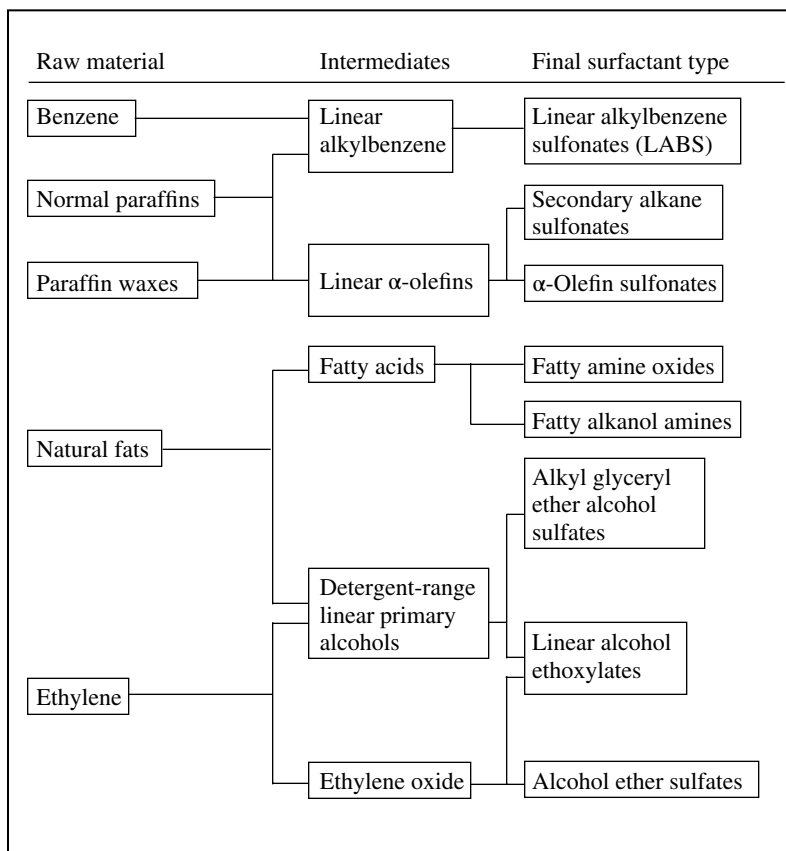 Raw material
Intermediates
Final surfactant type
Benzene
Linear
alkylbenzene
Linear alkylbenzene
sulfonates (LABS)
Normal paraffins
Secondary alkane
sulfonates
Paraffin waxes
Linear α-olefins
α-Olefin sulfonates
Fatty acids
Fatty amine oxides
Fatty alkanol amines
Natural fats
Alkyl glyceryl
ether alcohol
sulfates
Detergent-range
linear primary
alcohols
Linear alcohol
ethoxylates
Ethylene
Ethylene oxide
Alcohol ether sulfates